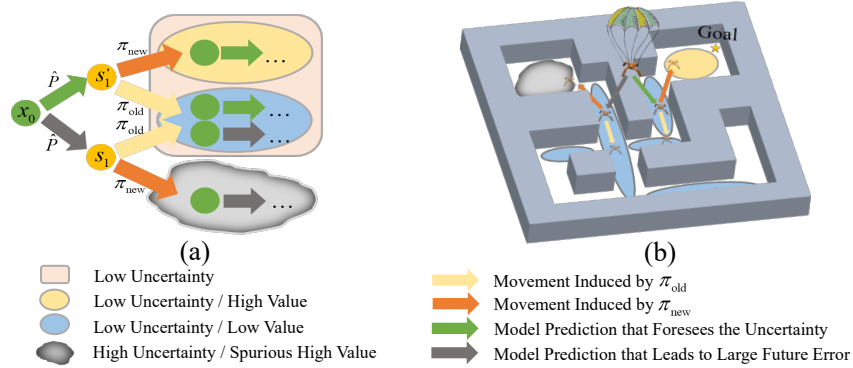 π_new
P̂
s'_1
…
π_old
x_0
…
π_old
…
P̂
s_1
π_new
…
Goal
(a)
(b)
Low Uncertainty
Low Uncertainty / High Value
Low Uncertainty / Low Value
High Uncertainty / Spurious High Value
Movement Induced by π_old
Movement Induced by π_new
Model Prediction that Foresees the Uncertainty
Model Prediction that Leads to Large Future Error